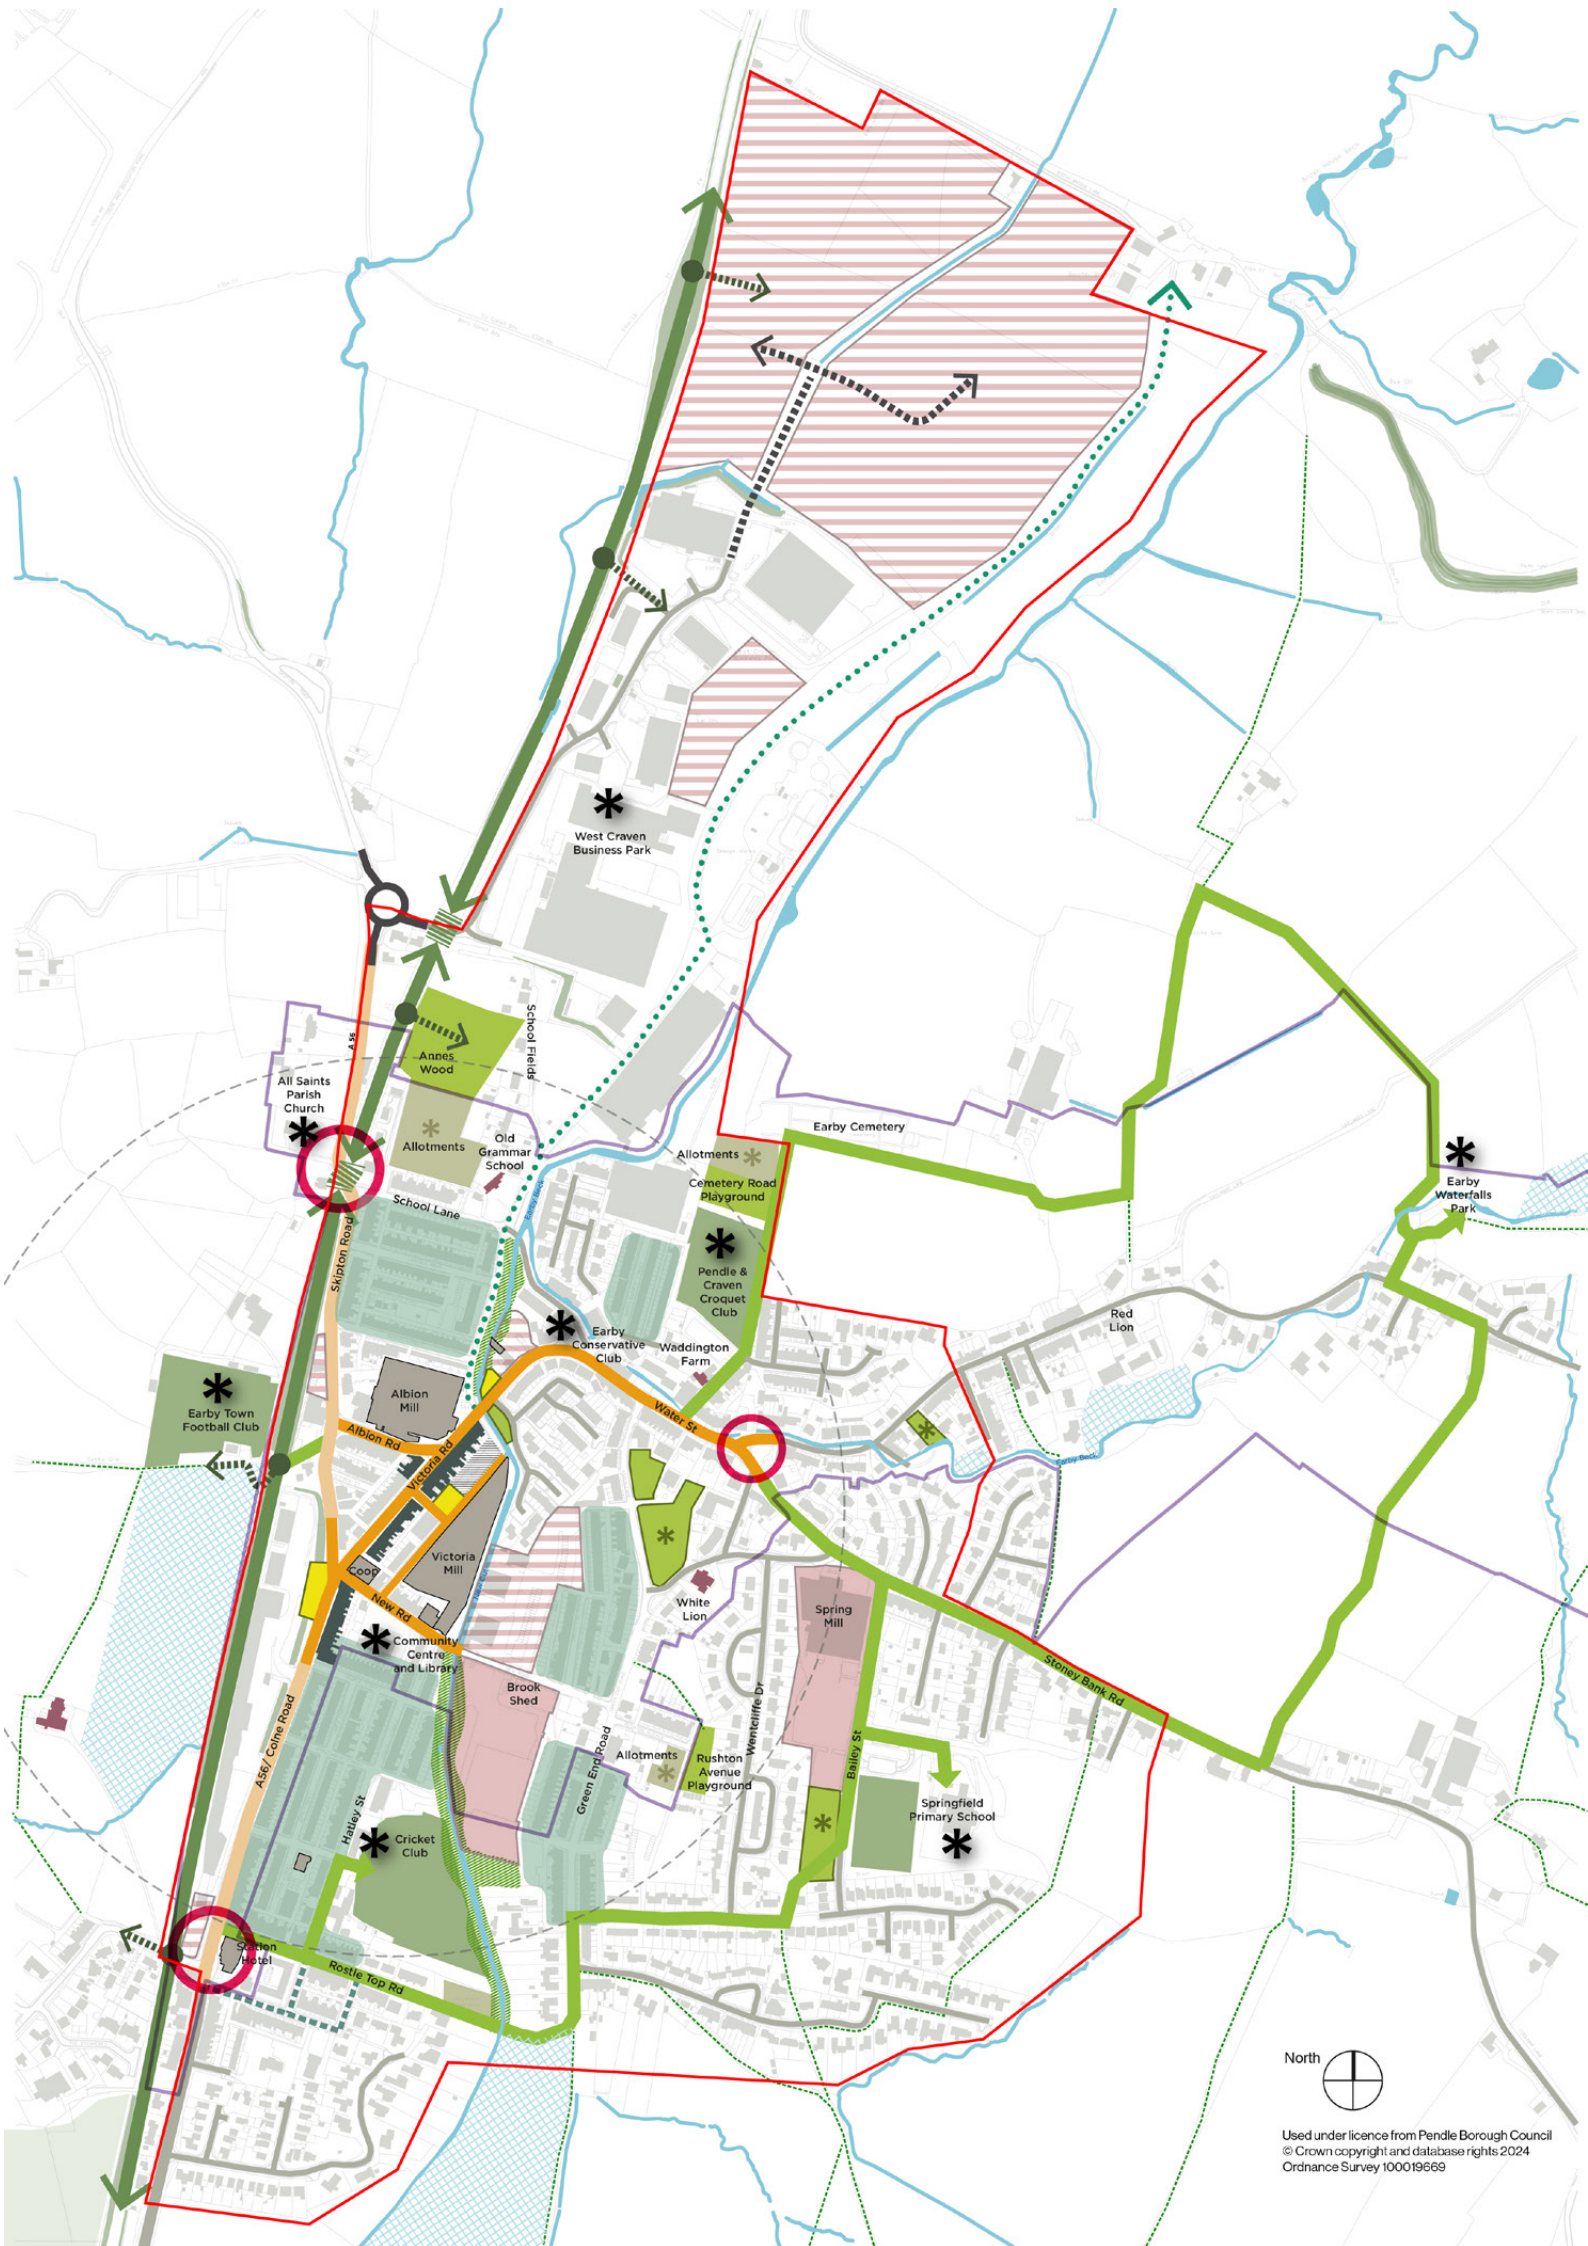 West Craven
Business Park
A 56
School Fields
Annes
Wood
All Saints
Parish
Church
Allotments
Old
Grammar
School
Earby Cemetery
Allotments
Cemetery Road
Playground
Earby
Waterfalls
Park
School Lane
Earby Beck
Skipton Road
Pendle &
Craven
Croquet
Club
Red
Lion
Earby
Conservative
Club
Waddington
Farm
Albion
Mill
Earby Town
Football Club
Water St
Albion Rd
Victoria Rd
Earby Beck
Victoria
Mill
Coop
New Rd
New Cut
White
Lion
Spring
Mill
Community
Centre
and Library
Stoney Bank Rd
Brook
Shed
Wentcliffe Dr
A56/ Colne Road
Green End Road
Allotments
Rushton
Avenue
Playground
Bailey St
Springfield
Primary School
Hatley St
Cricket
Club
Station
Hotel
Rostle Top Rd
North
Used under licence from Pendle Borough Council
© Crown copyright and database rights 2024
Ordnance Survey 100019669